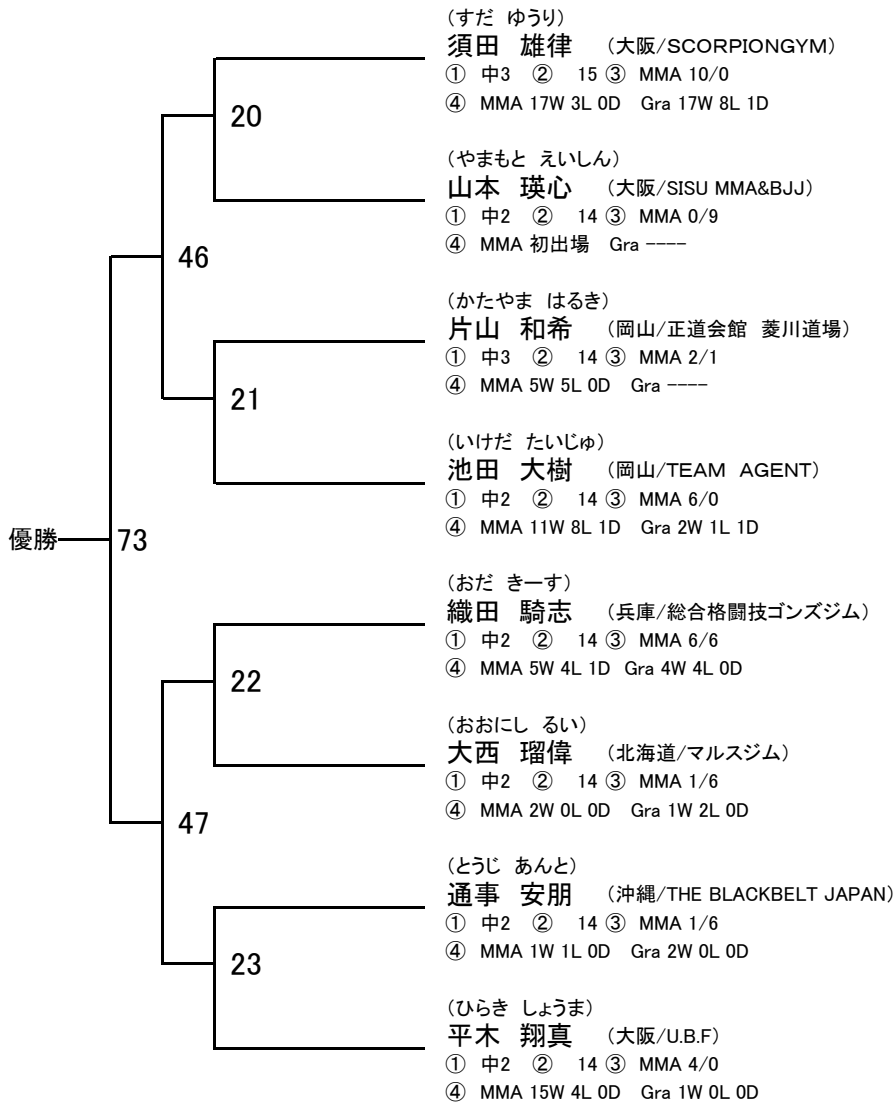 (すだ ゆうり)
須田 雄律 (大阪/SCORPIONGYM)
① 中3 ② 15 ③ MMA 10/0
④ MMA 17W 3L 0D Gra 17W 8L 1D
20
(やまもと えいしん)
山本 瑛心 (大阪/SISU MMA&BJJ)
① 中2 ② 14 ③ MMA 0/9
④ MMA 初出場 Gra ----
46
(かたやま はるき)
片山 和希 (岡山/正道会館 菱川道場)
① 中3 ② 14 ③ MMA 2/1
④ MMA 5W 5L 0D Gra ----
21
(いけだ たいじゅ)
池田 大樹 (岡山/TEAM AGENT)
① 中2 ② 14 ③ MMA 6/0
④ MMA 11W 8L 1D Gra 2W 1L 1D
優勝
73
(おだ きーす)
織田 騎志 (兵庫/総合格闘技ゴンズジム)
① 中2 ② 14 ③ MMA 6/6
④ MMA 5W 4L 1D Gra 4W 4L 0D
22
(おおにし るい)
大西 瑠偉 (北海道/マルスジム)
① 中2 ② 14 ③ MMA 1/6
④ MMA 2W 0L 0D Gra 1W 2L 0D
47
(とうじ あんと)
通事 安朋 (沖縄/THE BLACKBELT JAPAN)
① 中2 ② 14 ③ MMA 1/6
④ MMA 1W 1L 0D Gra 2W 0L 0D
23
(ひらき しょうま)
平木 翔真 (大阪/U.B.F)
① 中2 ② 14 ③ MMA 4/0
④ MMA 15W 4L 0D Gra 1W 0L 0D